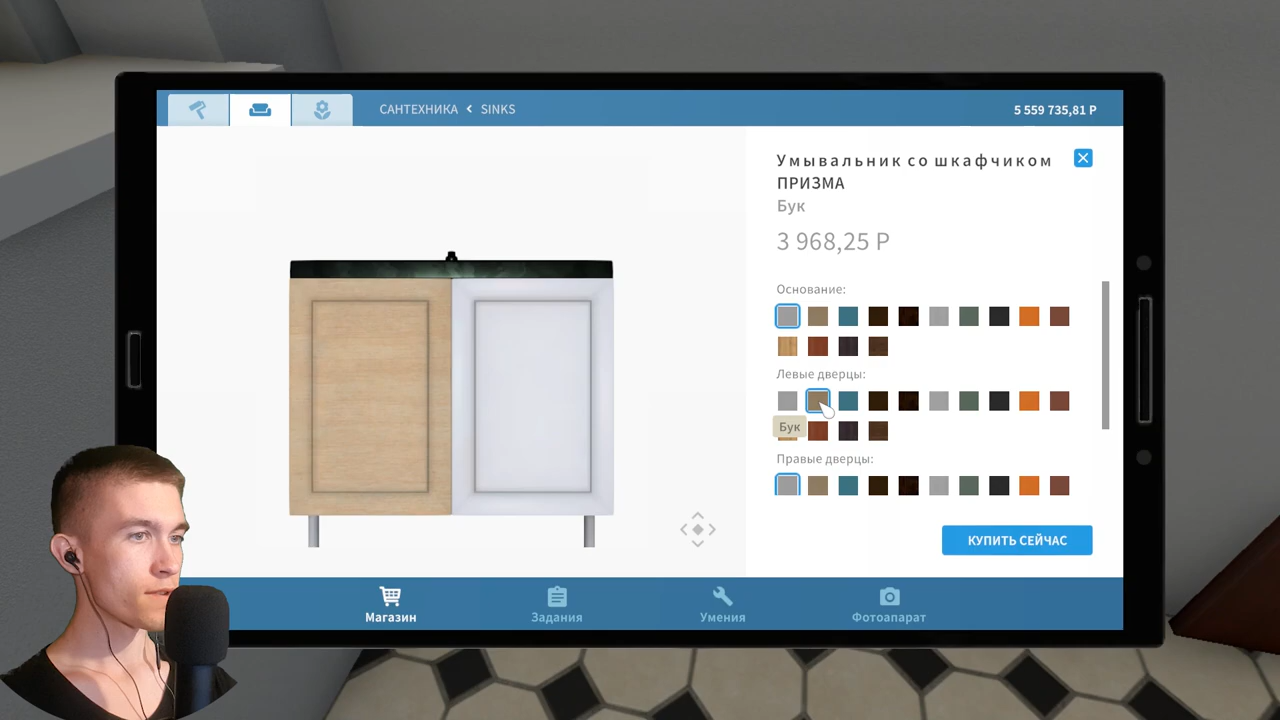 САНТЕХНИКА < SINKS
5 559 735,81 Р
Умывальник со шкафчиком
ПРИЗМА
Бук
3 968,25 Р
Основание:
Левые дверцы:
Бук
Правые дверцы:
КУПИТЬ СЕЙЧАС
Магазин
Задания
Умения
Фотоаппарат